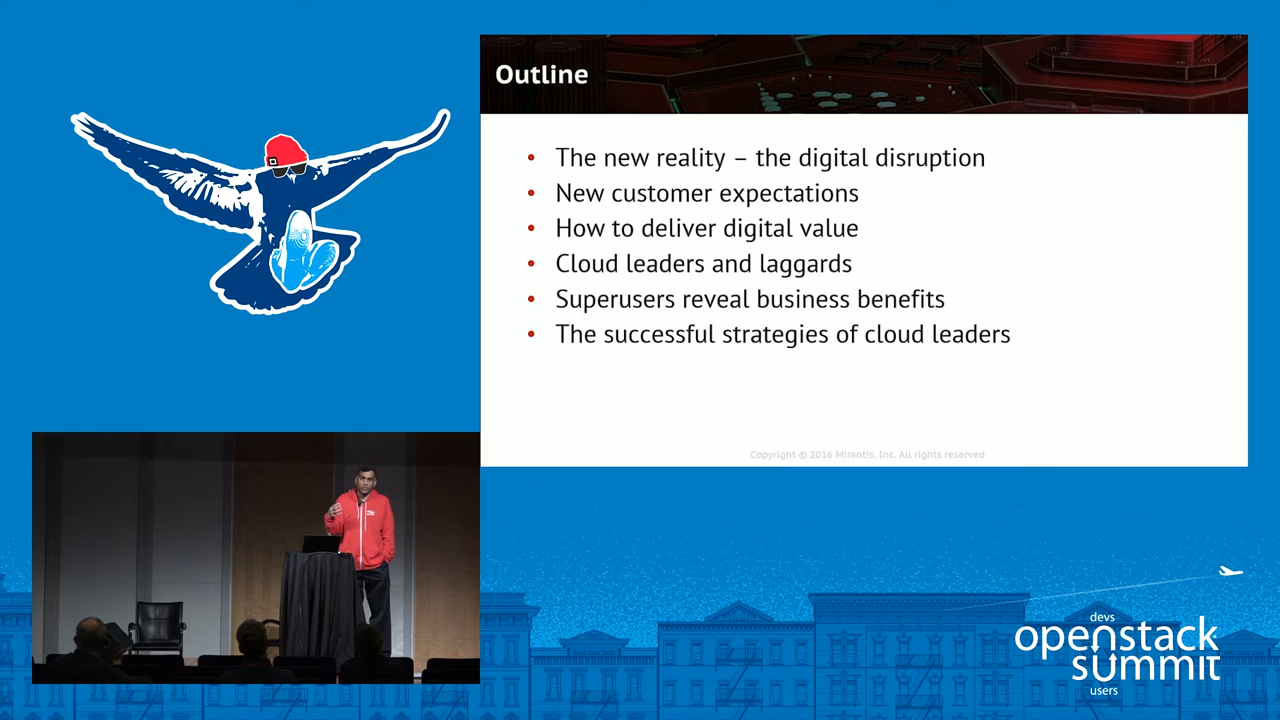 Outline
• The new reality – the digital disruption
• New customer expectations
• How to deliver digital value
• Cloud leaders and laggards
• Superusers reveal business benefits
• The successful strategies of cloud leaders
Copyright © 2016 Mirantis, Inc. All rights reserved
devs
openstack
summit
users